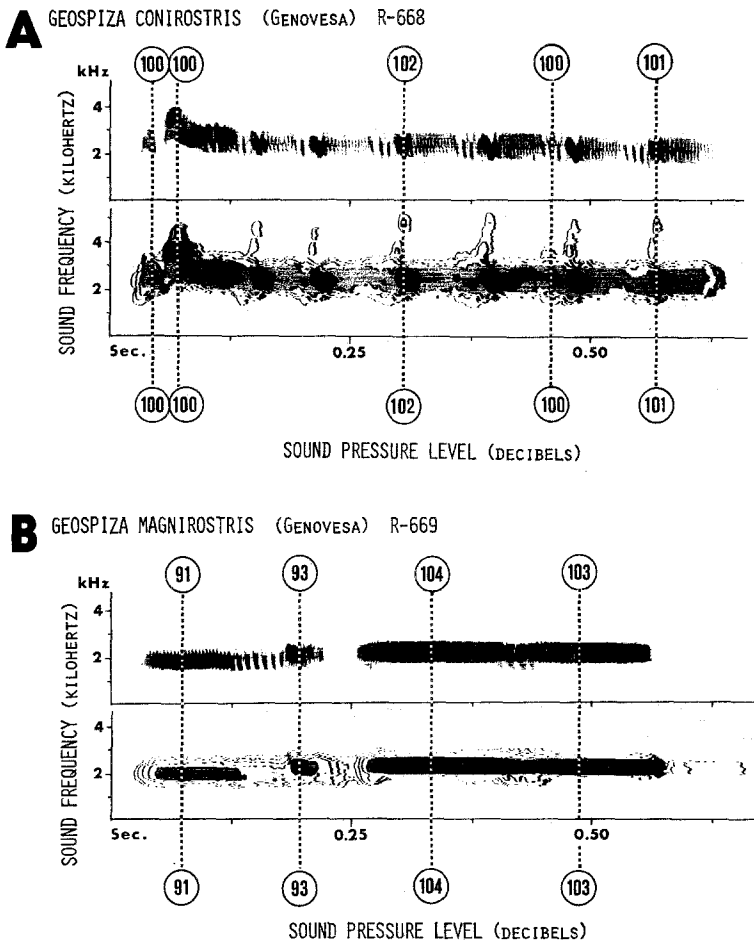 A GEOSPIZA CONIROSTRIS (GENOVESA) R-668
100 100 102 100 101
kHz
4
2
4
2
SOUND FREQUENCY (KILOHERTZ)
Sec. 0.25 0.50
100 100 102 100 101
SOUND PRESSURE LEVEL (DECIBELS)
B GEOSPIZA MAGNIROSTRIS (GENOVESA) R-669
91 93 104 103
kHz
4
2
4
2
SOUND FREQUENCY (KILOHERTZ)
Sec. 0.25 0.50
91 93 104 103
SOUND PRESSURE LEVEL (DECIBELS)